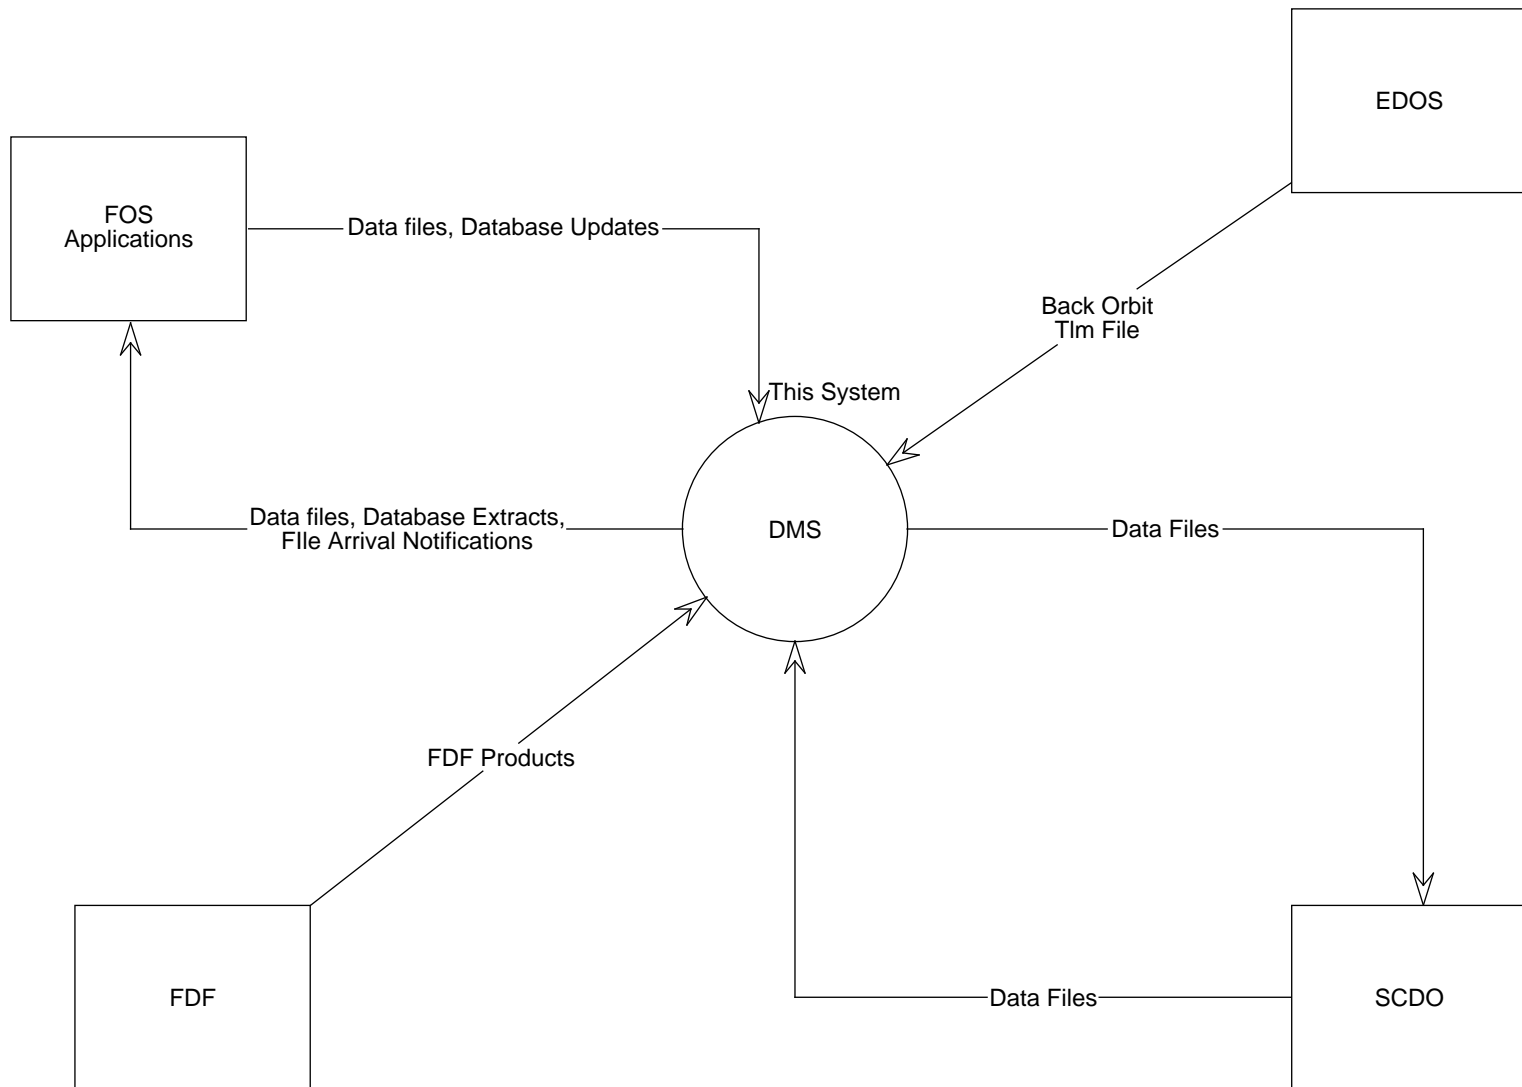 EDOS
FOS
Applications
Data files, Database Updates
Back Orbit
Tlm File
This System
Data files, Database Extracts,
FIle Arrival Notifications
DMS
Data Files
FDF Products
FDF
Data Files
SCDO